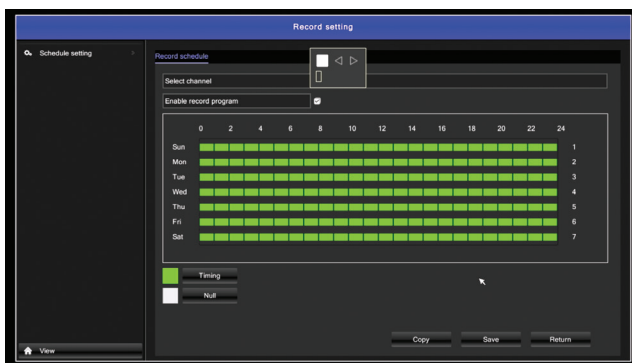 Record setting
Schedule setting
Record schedule
Select channel
Enable record program
0 2 4 6 8 10 12 14 16 18 20 22 24
Sun 1
Mon 2
Tue 3
Wed 4
Thu 5
Fri 6
Sat 7
Timing
Null
Copy Save Return
View